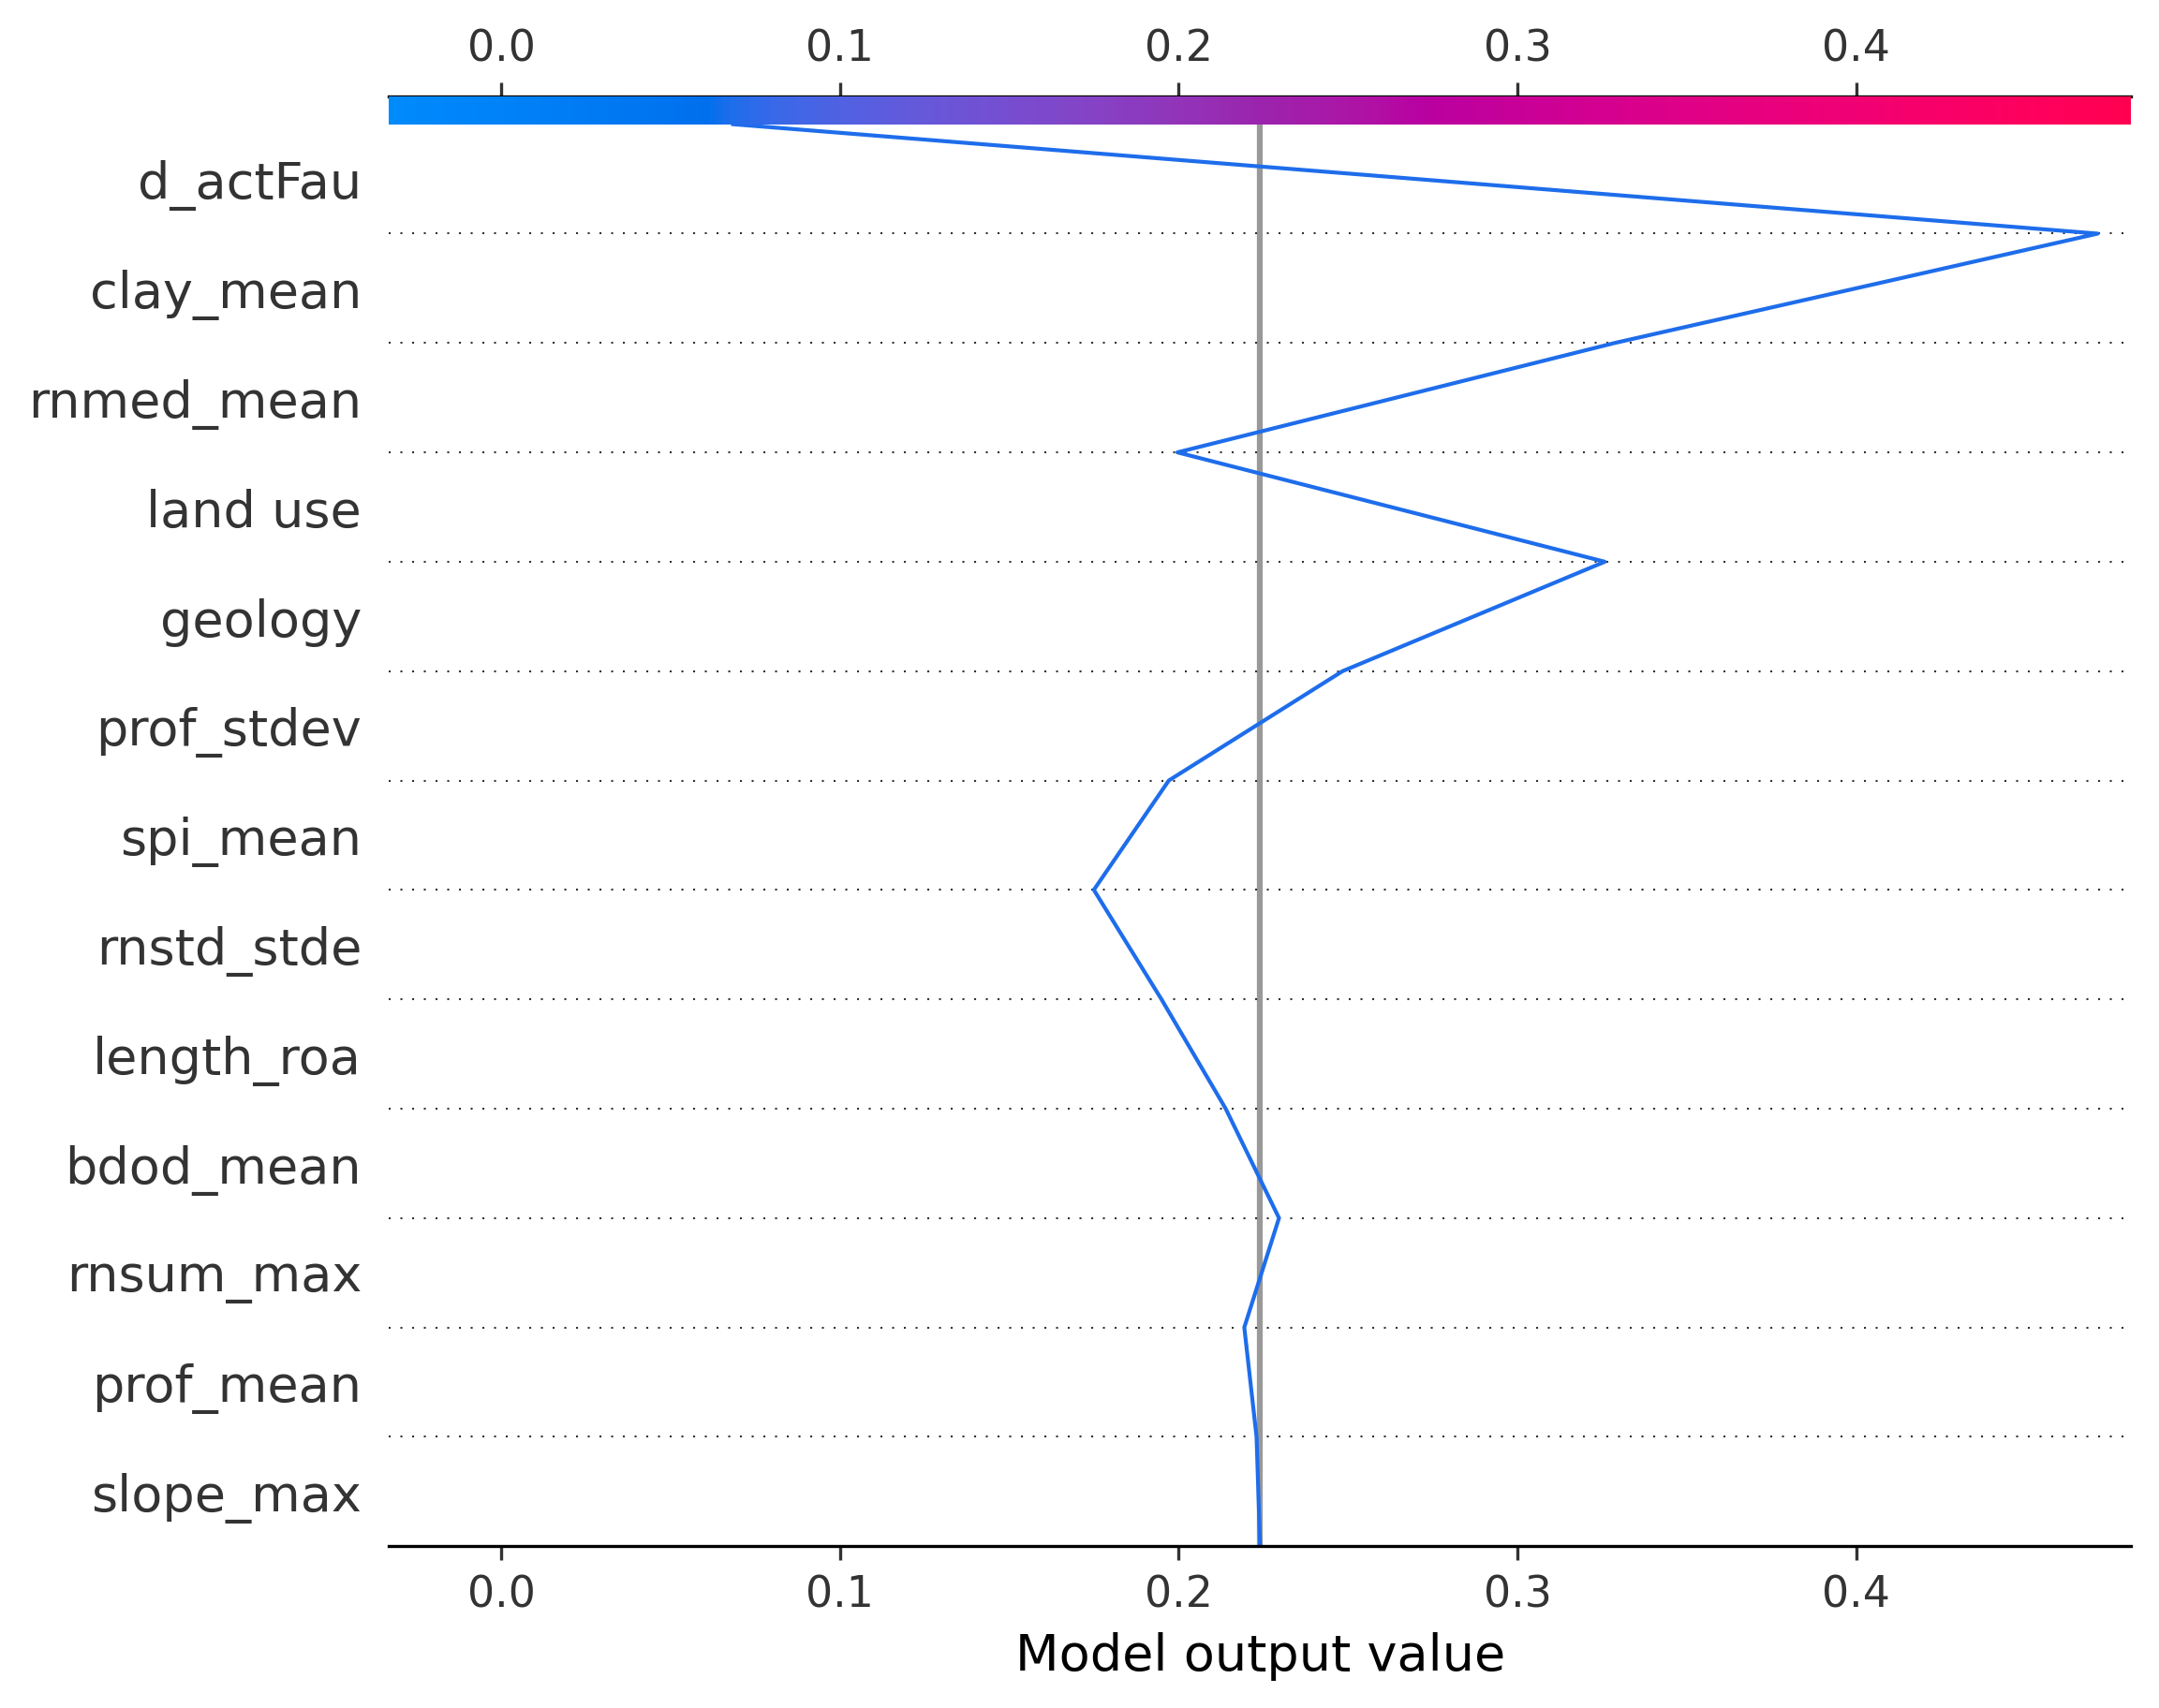 0.0 0.1 0.2 0.3 0.4
d_actFau
clay_mean
rnmed_mean
land use
geology
prof_stdev
spi_mean
rnstd_stde
length_roa
bdod_mean
rnsum_max
prof_mean
slope_max
0.0 0.1 0.2 0.3 0.4
Model output value